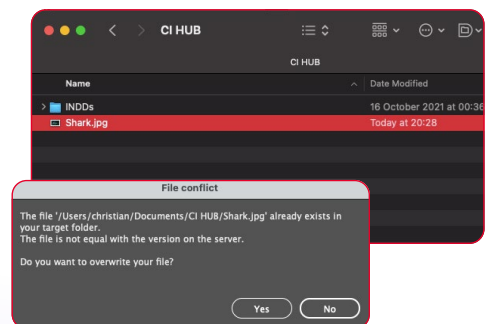 CI HUB
CI HUB
Name Date Modified
INDDs 16 October 2021 at 00:36
Shark.jpg Today at 20:28
File conflict
The file '/Users/christian/Documents/CI HUB/Shark.jpg' already exists in
your target folder.
The file is not equal with the version on the server.
Do you want to overwrite your file?
Yes No